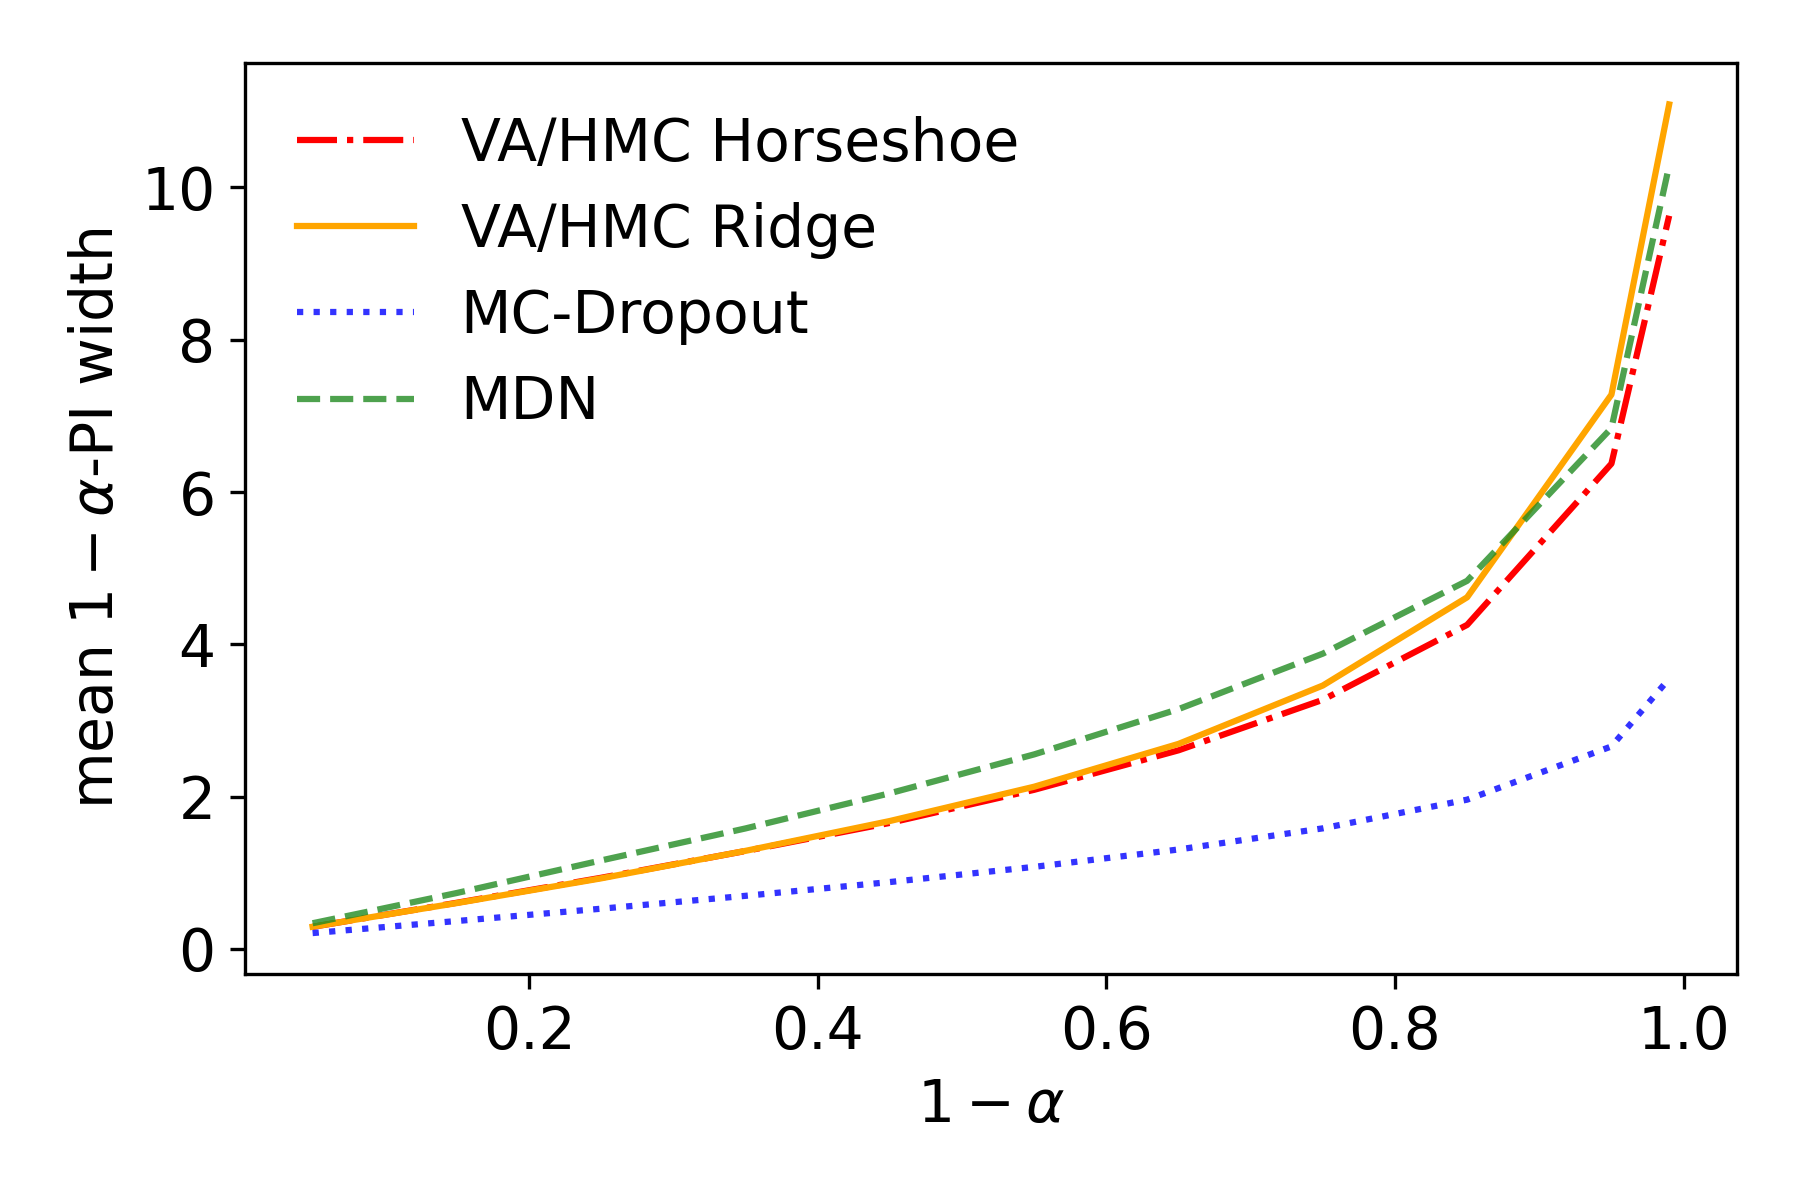 VA/HMC Horseshoe
VA/HMC Ridge
MC-Dropout
MDN
mean 1 − α-PI width
10
8
6
4
2
0
0.2 0.4 0.6 0.8 1.0
1 − α